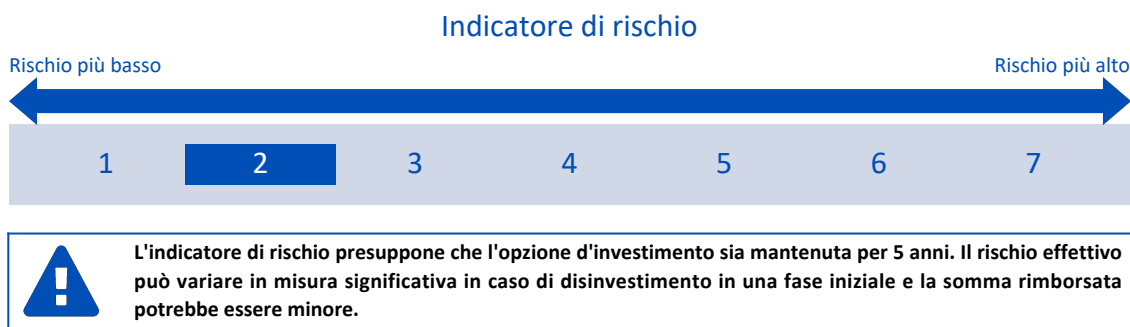 Indicatore di rischio
Rischio più basso Rischio più alto
1 2 3 4 5 6 7
L'indicatore di rischio presuppone che l'opzione d'investimento sia mantenuta per 5 anni. Il rischio effettivo
può variare in misura significativa in caso di disinvestimento in una fase iniziale e la somma rimborsata
potrebbe essere minore.